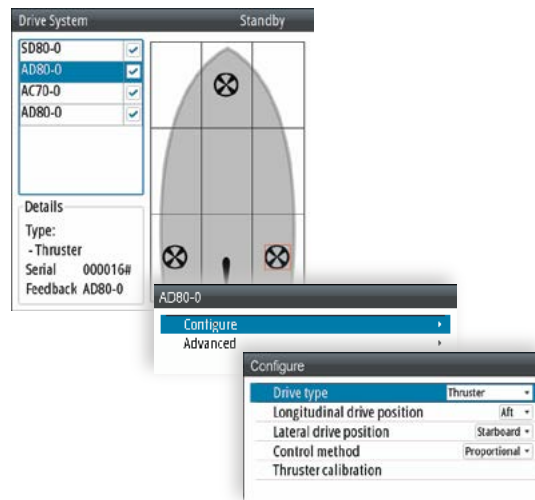 Drive System Standby
SD80-0
AD80-0
AC70-0
AD80-0
Details
Type:
- Thruster
Serial 000016#
Feedback AD80-0
AD80-0
Configure
Advanced
Configure
Drive type Thruster
Longitudinal drive position Aft
Lateral drive position Starboard
Control method Proportional
Thruster calibration